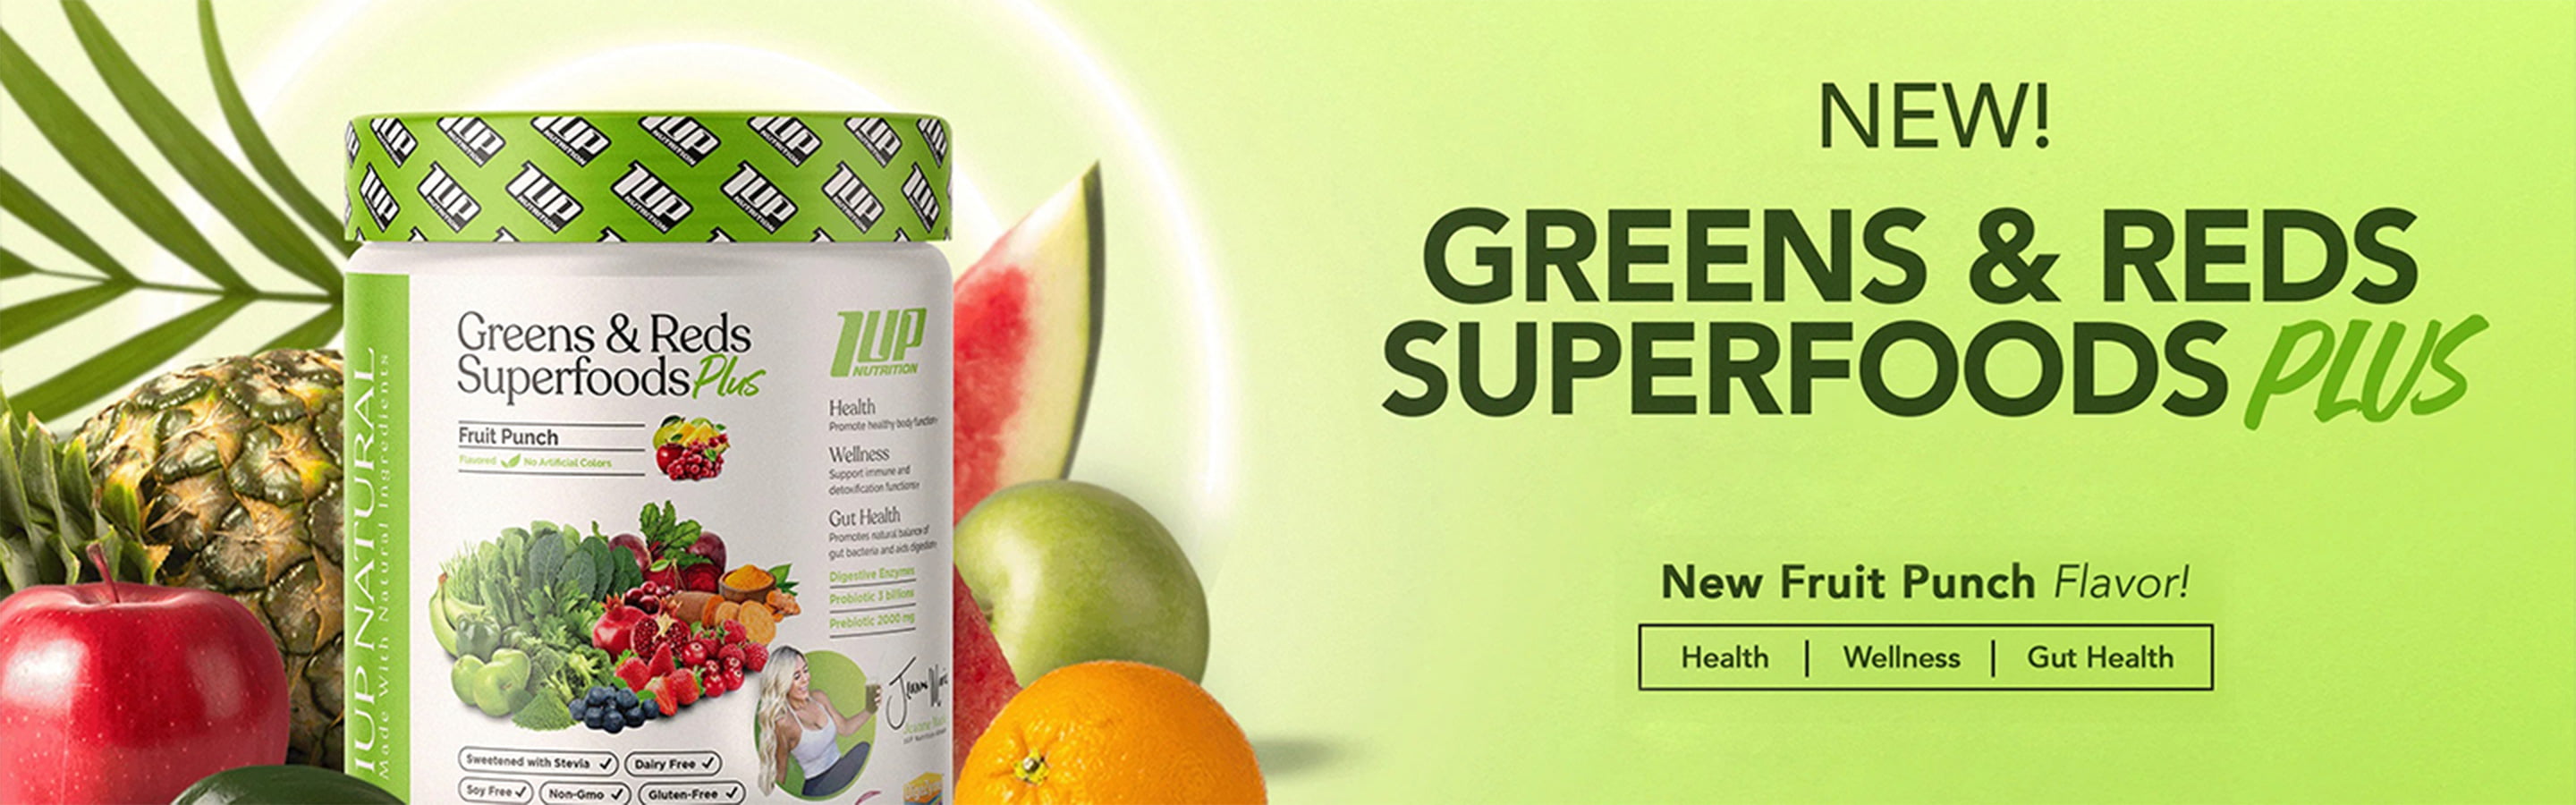 NEW!
GREENS & REDS
SUPERFOODS PLUS
New Fruit Punch Flavor!
Health | Wellness | Gut Health
1UP NUTRITION
Greens & Reds
Superfoods Plus
Fruit Punch
Flavored No Artificial Colors
1UP
NUTRITION
Health
Promote healthy body function
Wellness
Support immune and
detoxification functions
Gut Health
Promotes natural balance of
gut bacteria and aids digestion
Digestive Enzymes
Probiotic 3 billions
Prebiotic 2000 mg
1UP NATURAL
Made With Natural Ingredients
Sweetened with Stevia
Dairy Free
Soy Free
Non-Gmo
Gluten-Free